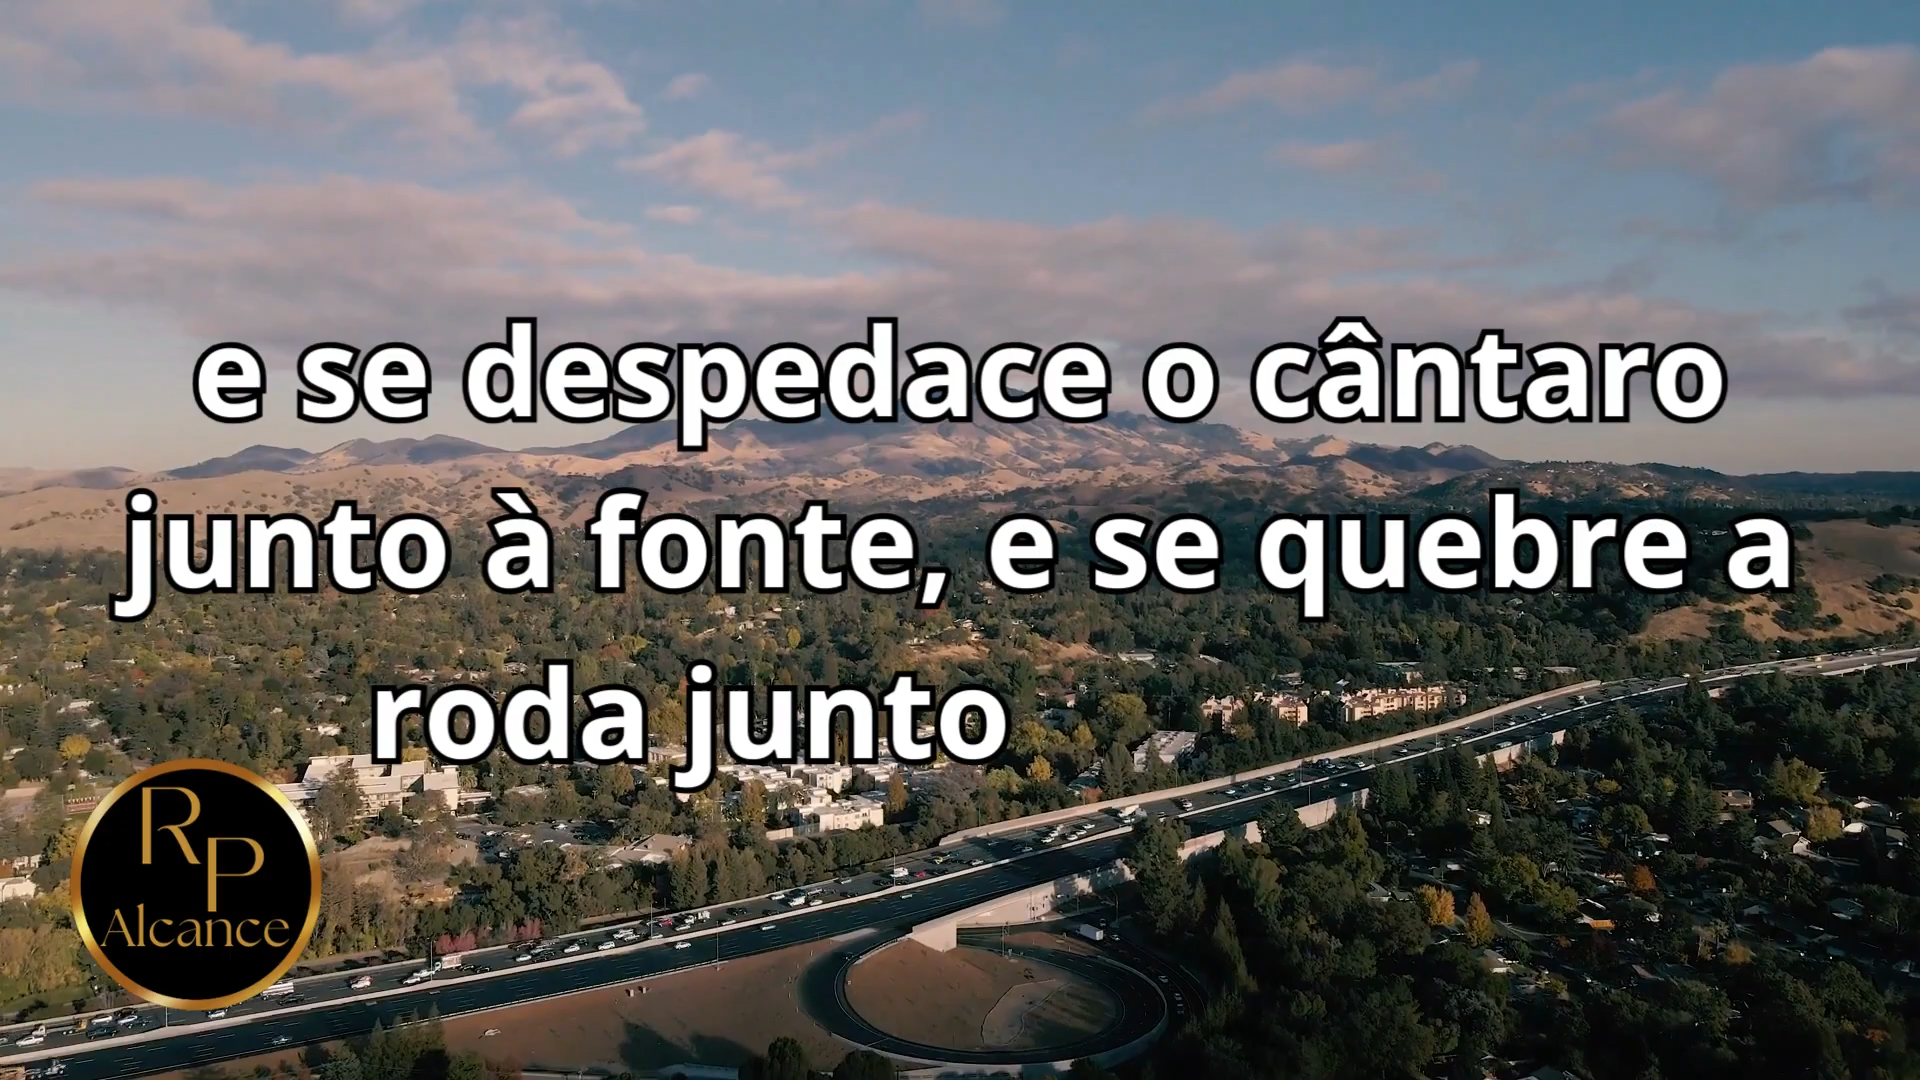 e se despedace o cântaro
junto à fonte, e se quebre a
roda junto
RP
Alcance